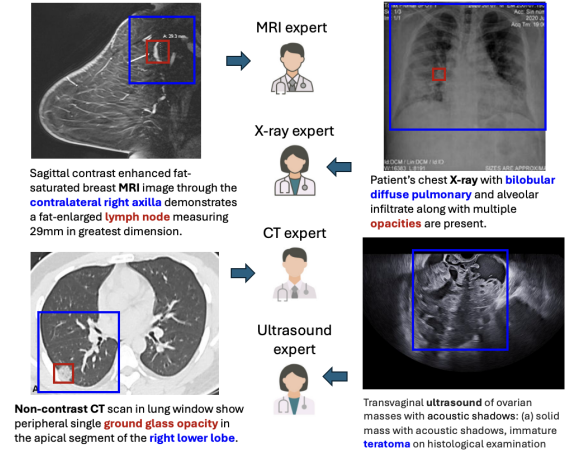 A: 29.3 mm
MRI expert
X-ray expert
Sagittal contrast enhanced fat-
saturated breast MRI image through the
contralateral right axilla demonstrates
a fat-enlarged lymph node measuring
29mm in greatest dimension.
Patient's chest X-ray with bilobular
diffuse pulmonary and alveolar
infiltrate along with multiple
opacities are present.
CT expert
A
Ultrasound
expert
Non-contrast CT scan in lung window show
peripheral single ground glass opacity in
the apical segment of the right lower lobe.
Transvaginal ultrasound of ovarian
masses with acoustic shadows: (a) solid
mass with acoustic shadows, immature
teratoma on histological examination